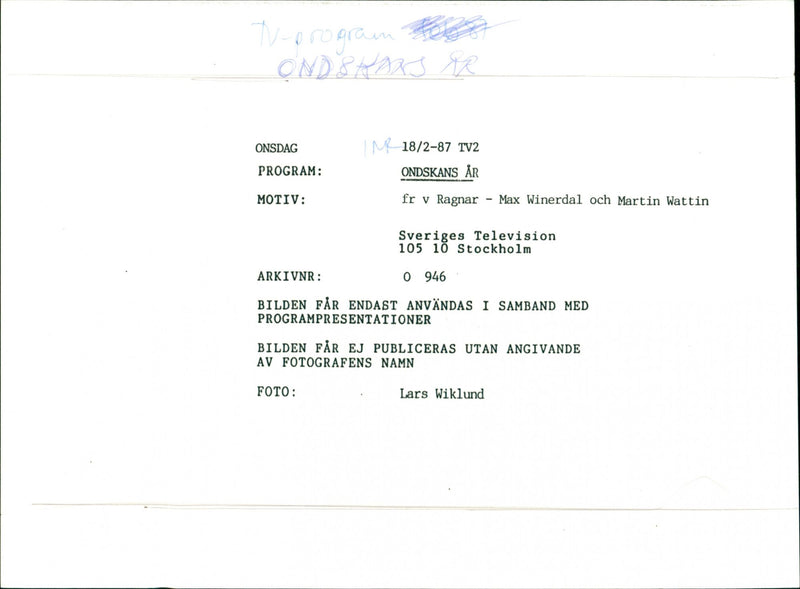 TV-program
ONDSKANS ÅR
ONSDAG 18/2-87 TV2
PROGRAM: ONDSKANS ÅR
MOTIV: fr v Ragnar - Max Winerdal och Martin Wattin
Sveriges Television
105 10 Stockholm
ARKIVNR: O 946
BILDEN FÅR ENDAST ANVÄNDAS I SAMBAND MED
PROGRAMPRESENTATIONER
BILDEN FÅR EJ PUBLICERAS UTAN ANGIVANDE
AV FOTOGRAFENS NAMN
FOTO: Lars Wiklund